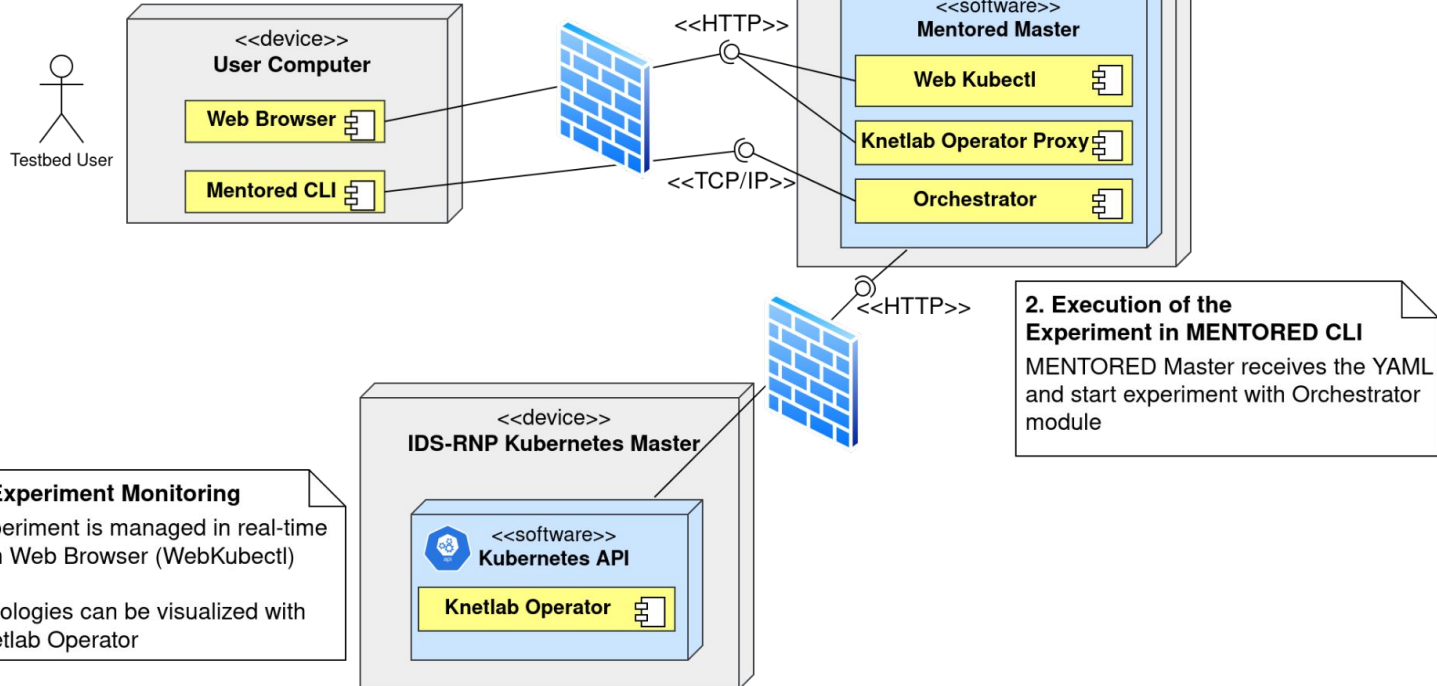 <<device>>
User Computer
Web Browser
Mentored CLI
Testbed User
<<HTTP>>
<<TCP/IP>>
<<software>>
Mentored Master
Web Kubectl
Knetlab Operator Proxy
Orchestrator
<<HTTP>>
2. Execution of the
Experiment in MENTORED CLI
MENTORED Master receives the YAML
and start experiment with Orchestrator
module
<<device>>
IDS-RNP Kubernetes Master
<<software>>
Kubernetes API
Knetlab Operator
Experiment Monitoring
is managed in real-time
Web Browser (WebKubectl)
can be visualized with
Operator